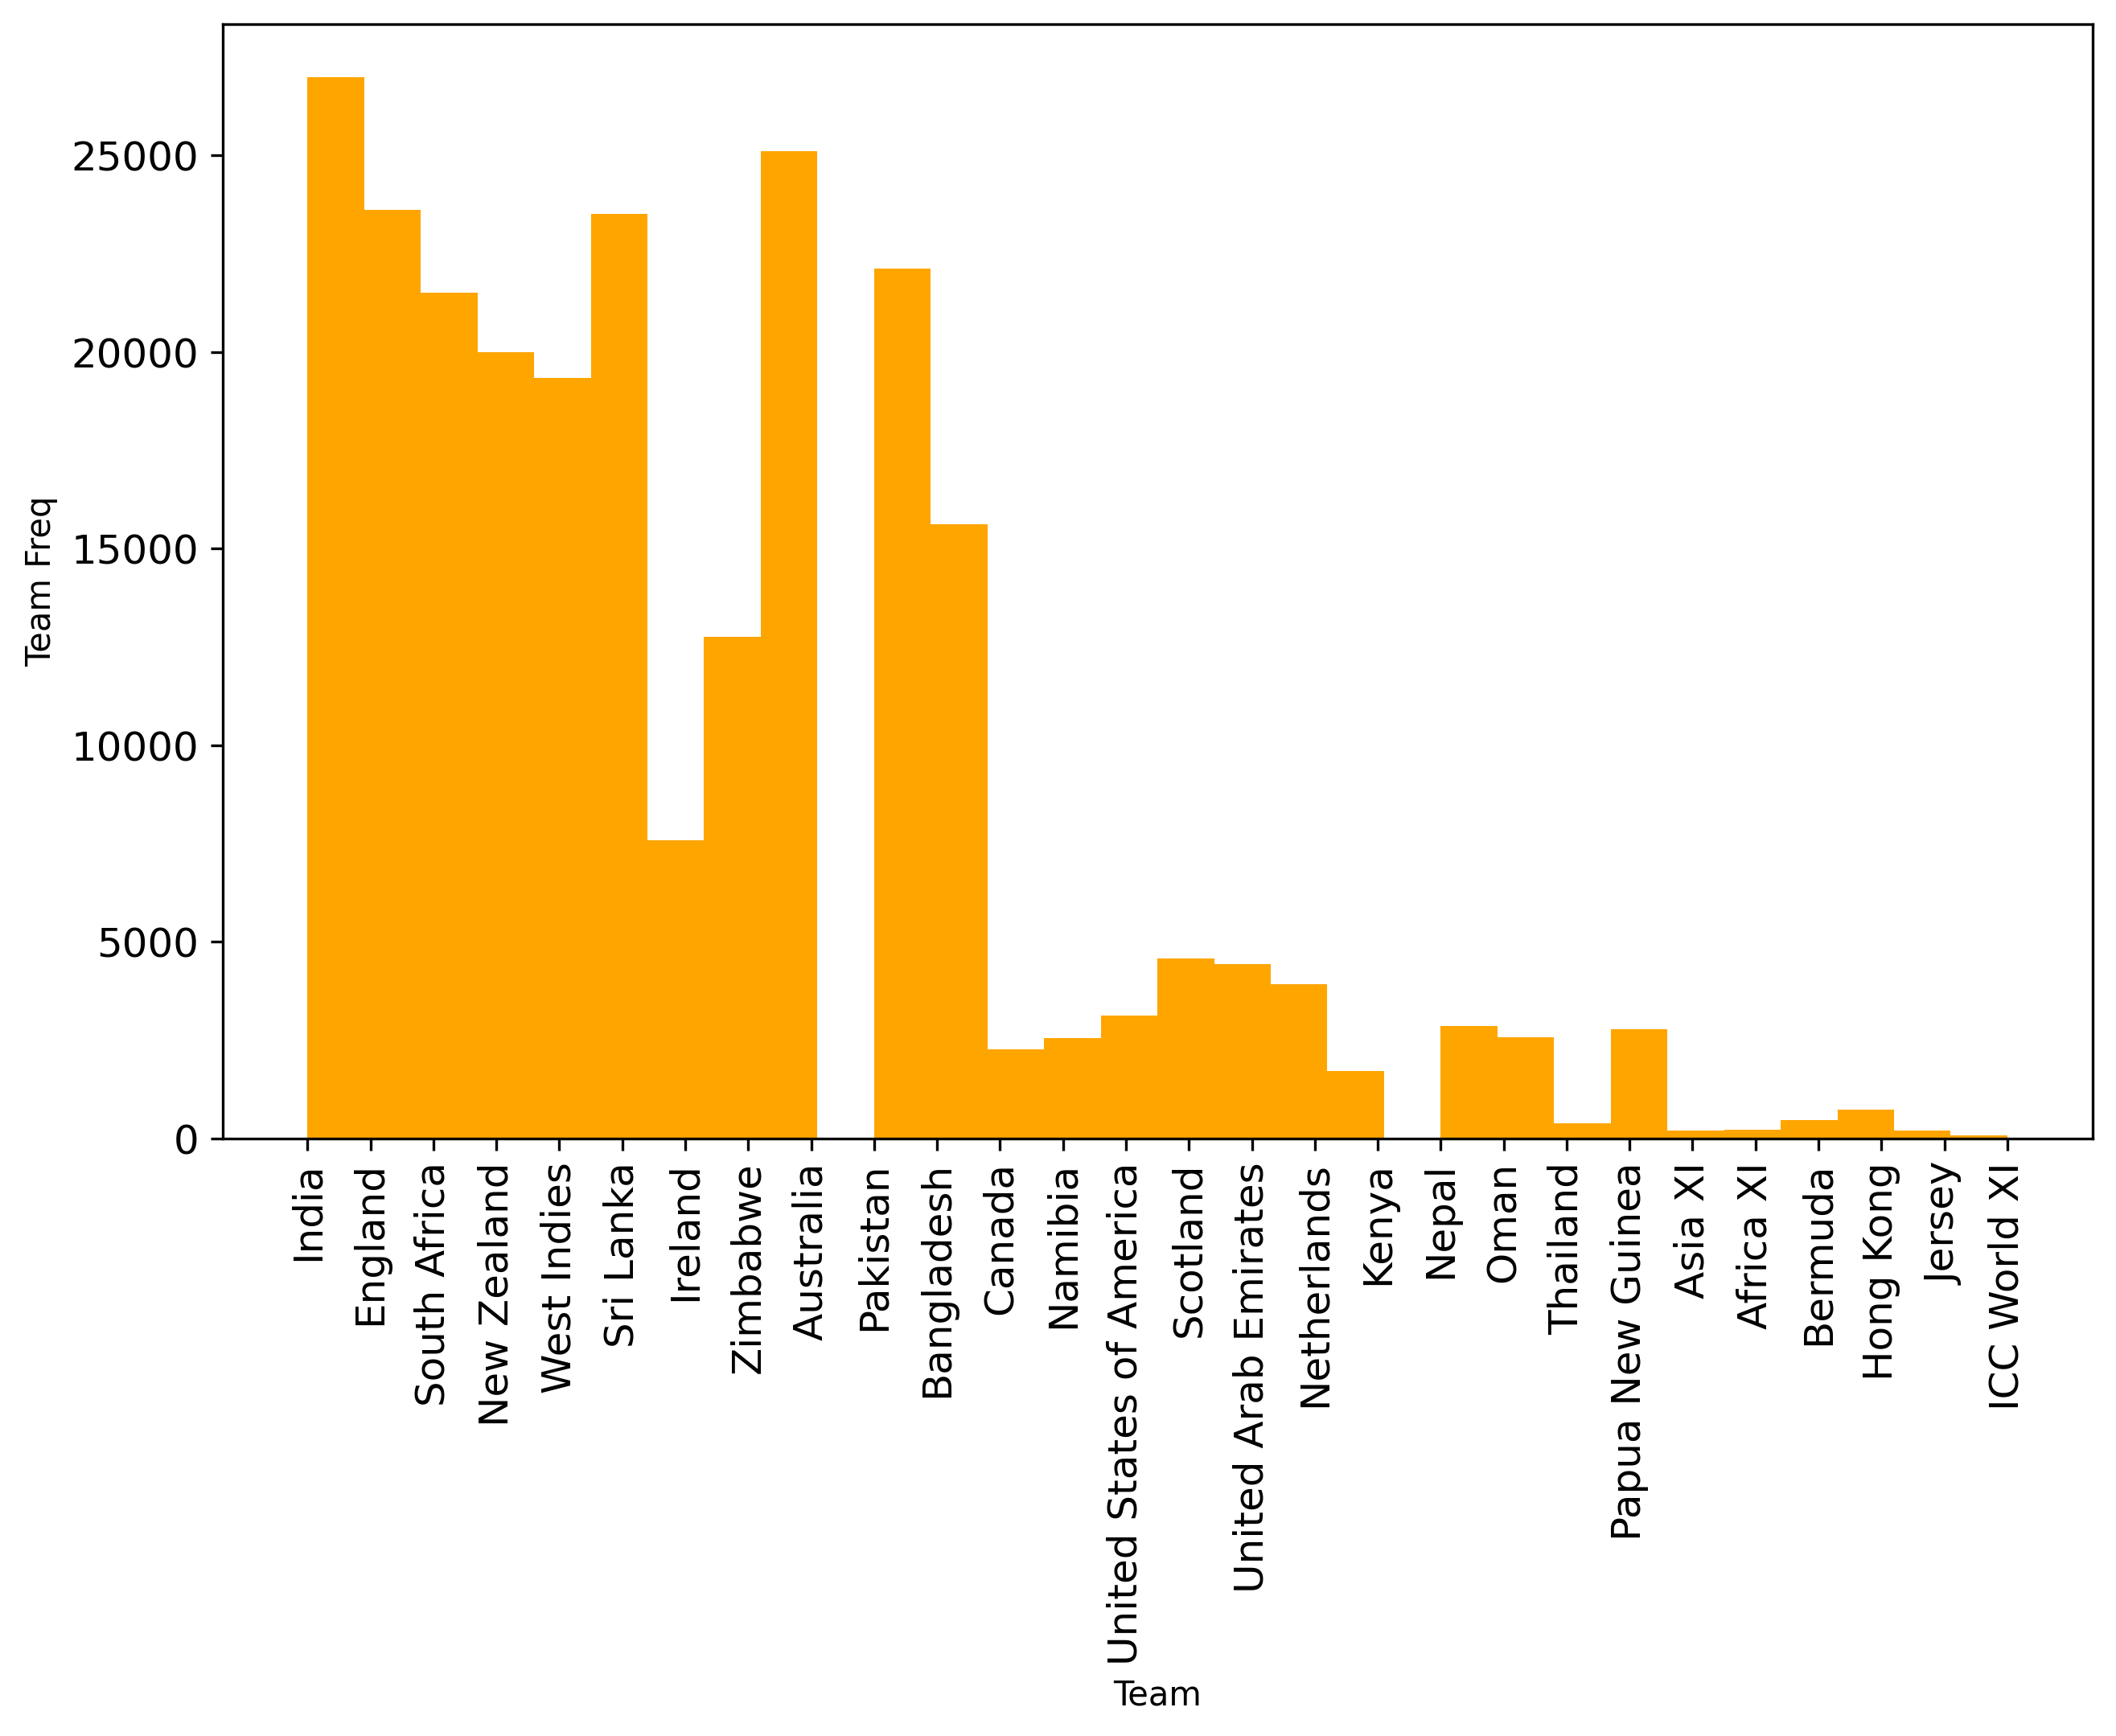 25000
20000
15000
10000
5000
0
Team Freq
India
England
South Africa
New Zealand
West Indies
Sri Lanka
Ireland
Zimbabwe
Australia
Pakistan
Bangladesh
Canada
Namibia
United States of America
Scotland
United Arab Emirates
Netherlands
Kenya
Nepal
Oman
Thailand
Papua New Guinea
Asia XI
Africa XI
Bermuda
Hong Kong
Jersey
ICC World XI
Team